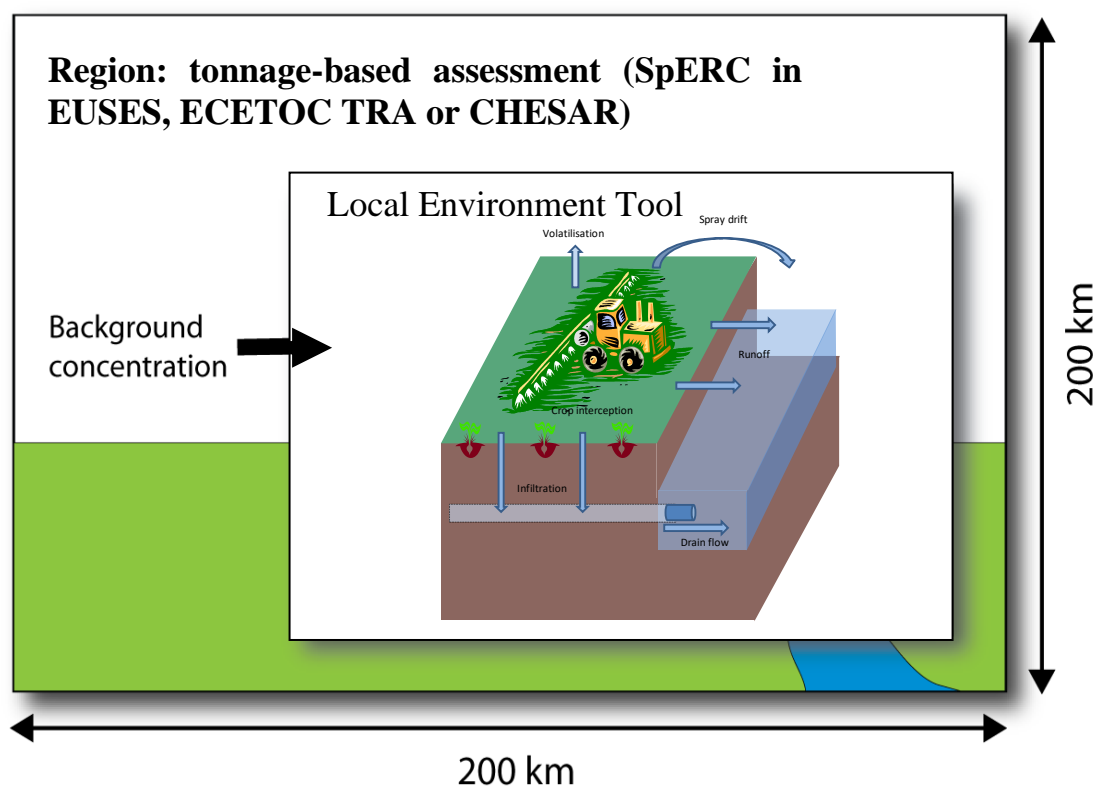 Region: tonnage-based assessment (SpERC in
EUSES, ECETOC TRA or CHESAR)
Local Environment Tool
Spray drift
Volatilisation
Background
concentration
Runoff
Crop interception
Infiltration
Drain flow
200 km
200 km